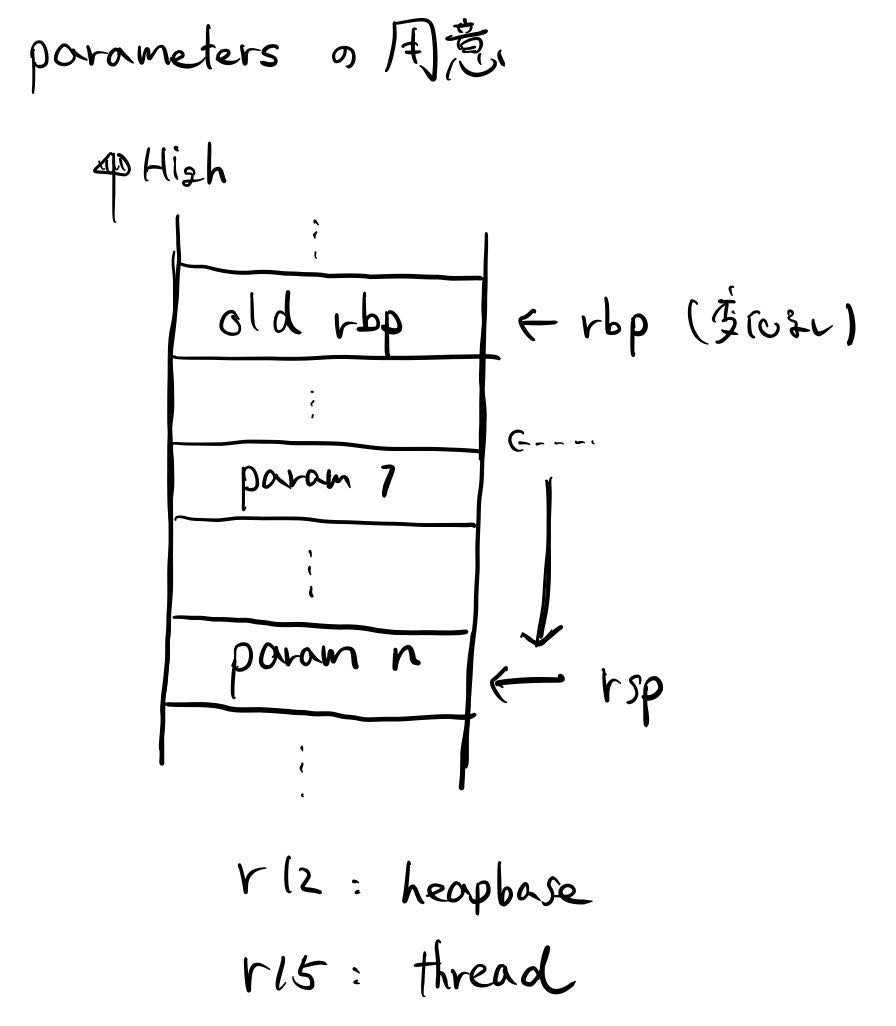 parameters の用意
High
old rbp
← rbp (変化なし)
param 7
param n
← rsp
r12 : heapbase
r15 : thread